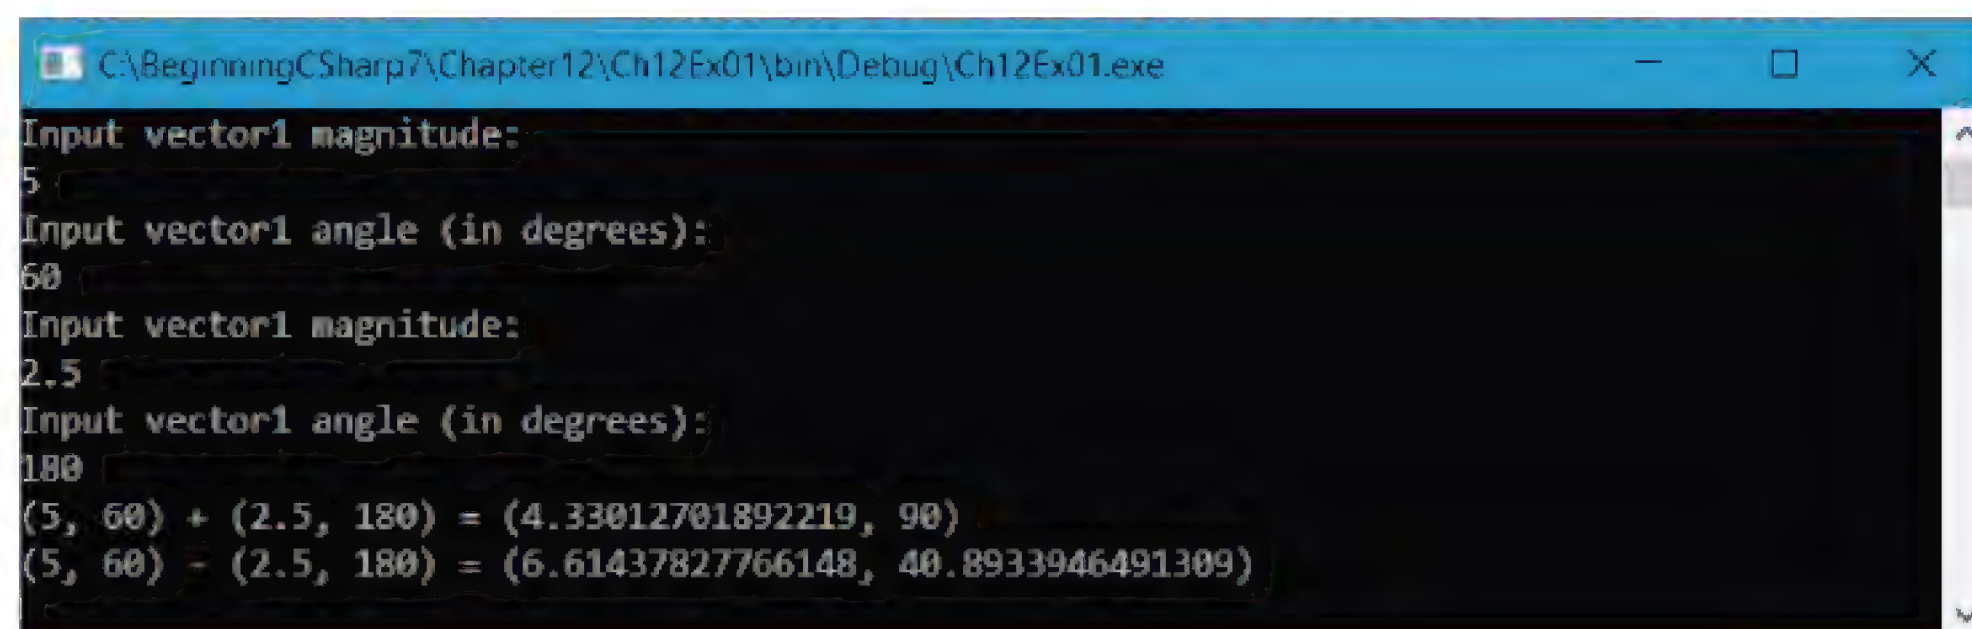 C:\BeginningCSharp7\Chapter12\Ch12Ex01\bin\Debug\Ch12Ex01.exe
Input vector1 magnitude:
5
Input vector1 angle (in degrees):
60
Input vector1 magnitude:
2.5
Input vector1 angle (in degrees):
180
(5, 60) + (2.5, 180) = (4.33012701892219, 90)
(5, 60) - (2.5, 180) = (6.61437827766148, 40.8933946491309)